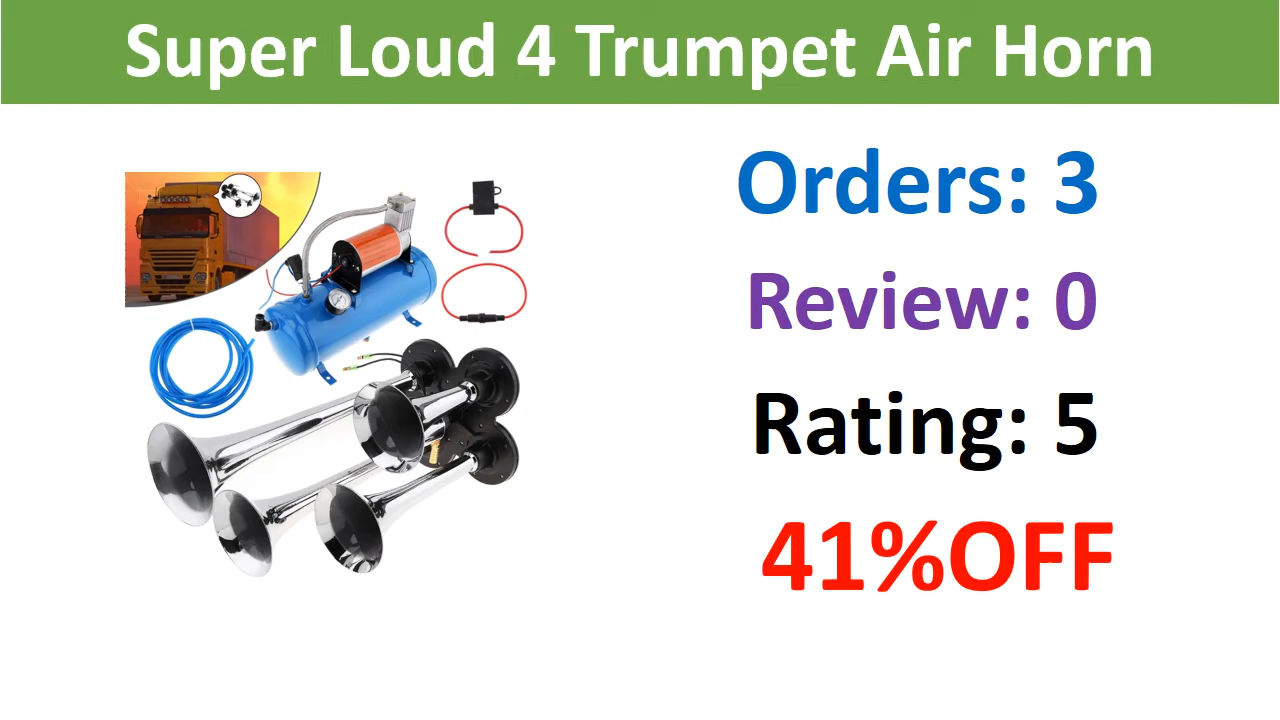 Super Loud 4 Trumpet Air Horn
Orders: 3
Review: 0
Rating: 5
41%OFF